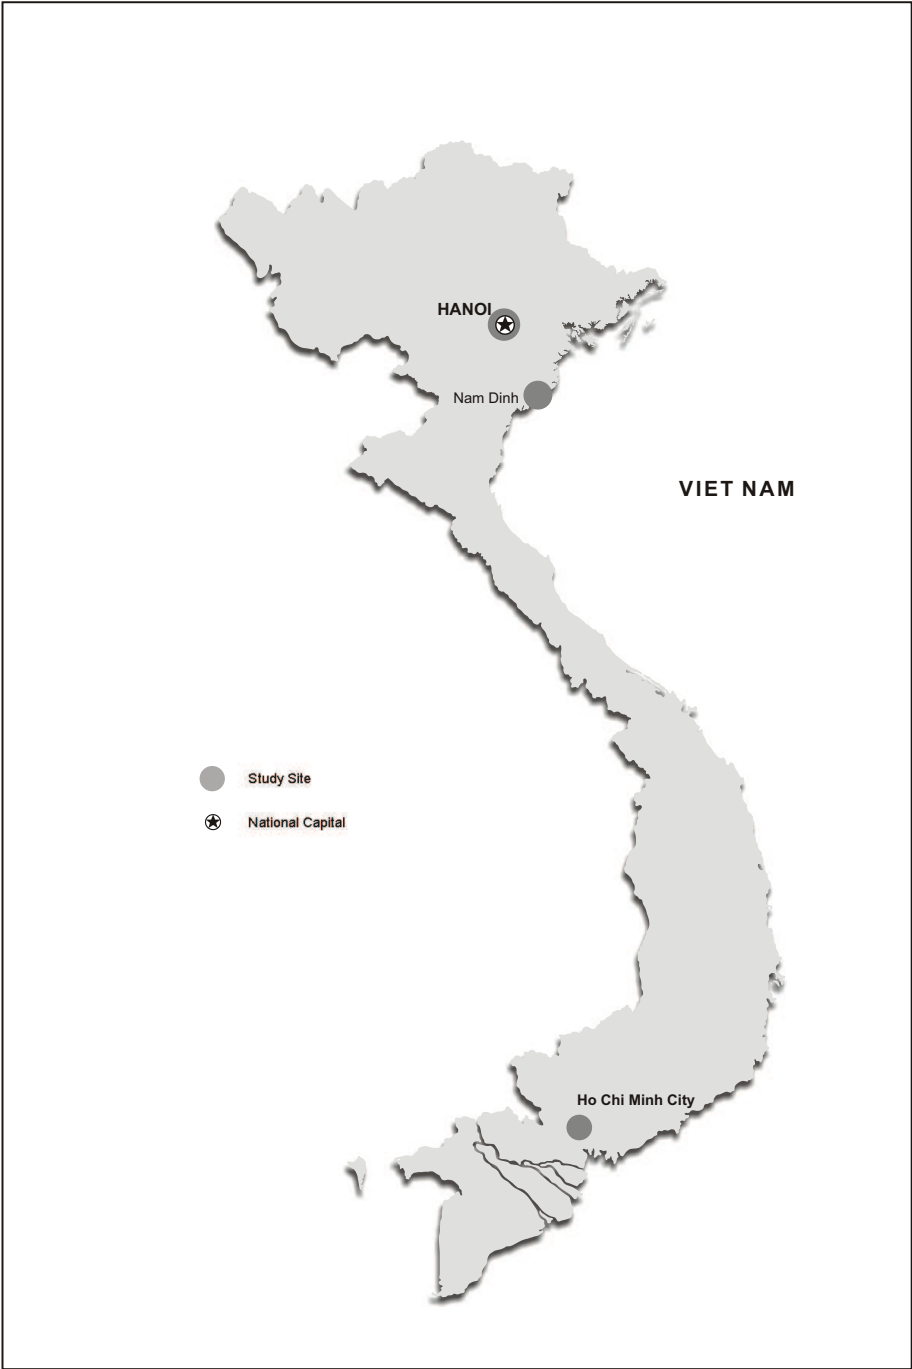 HANOI
Nam Dinh
VIET NAM
Study Site
National Capital
Ho Chi Minh City